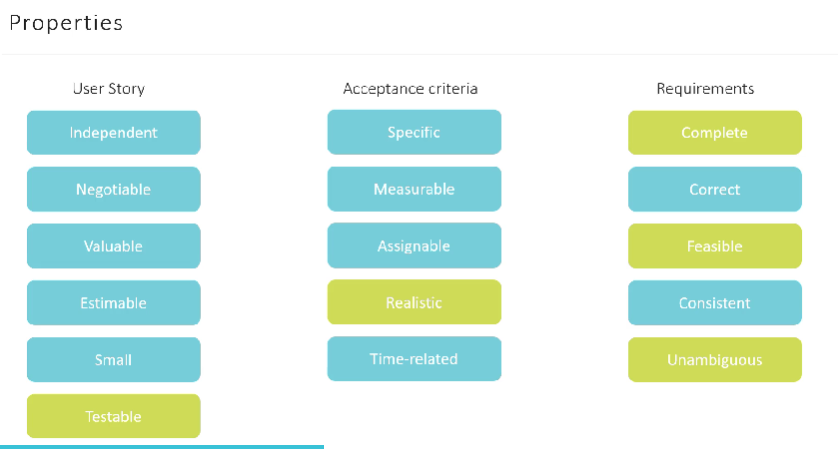 Properties
User Story
Acceptance criteria
Requirements
Independent
Specific
Complete
Negotiable
Measurable
Correct
Valuable
Assignable
Feasible
Estimable
Realistic
Consistent
Small
Time-related
Unambiguous
Testable